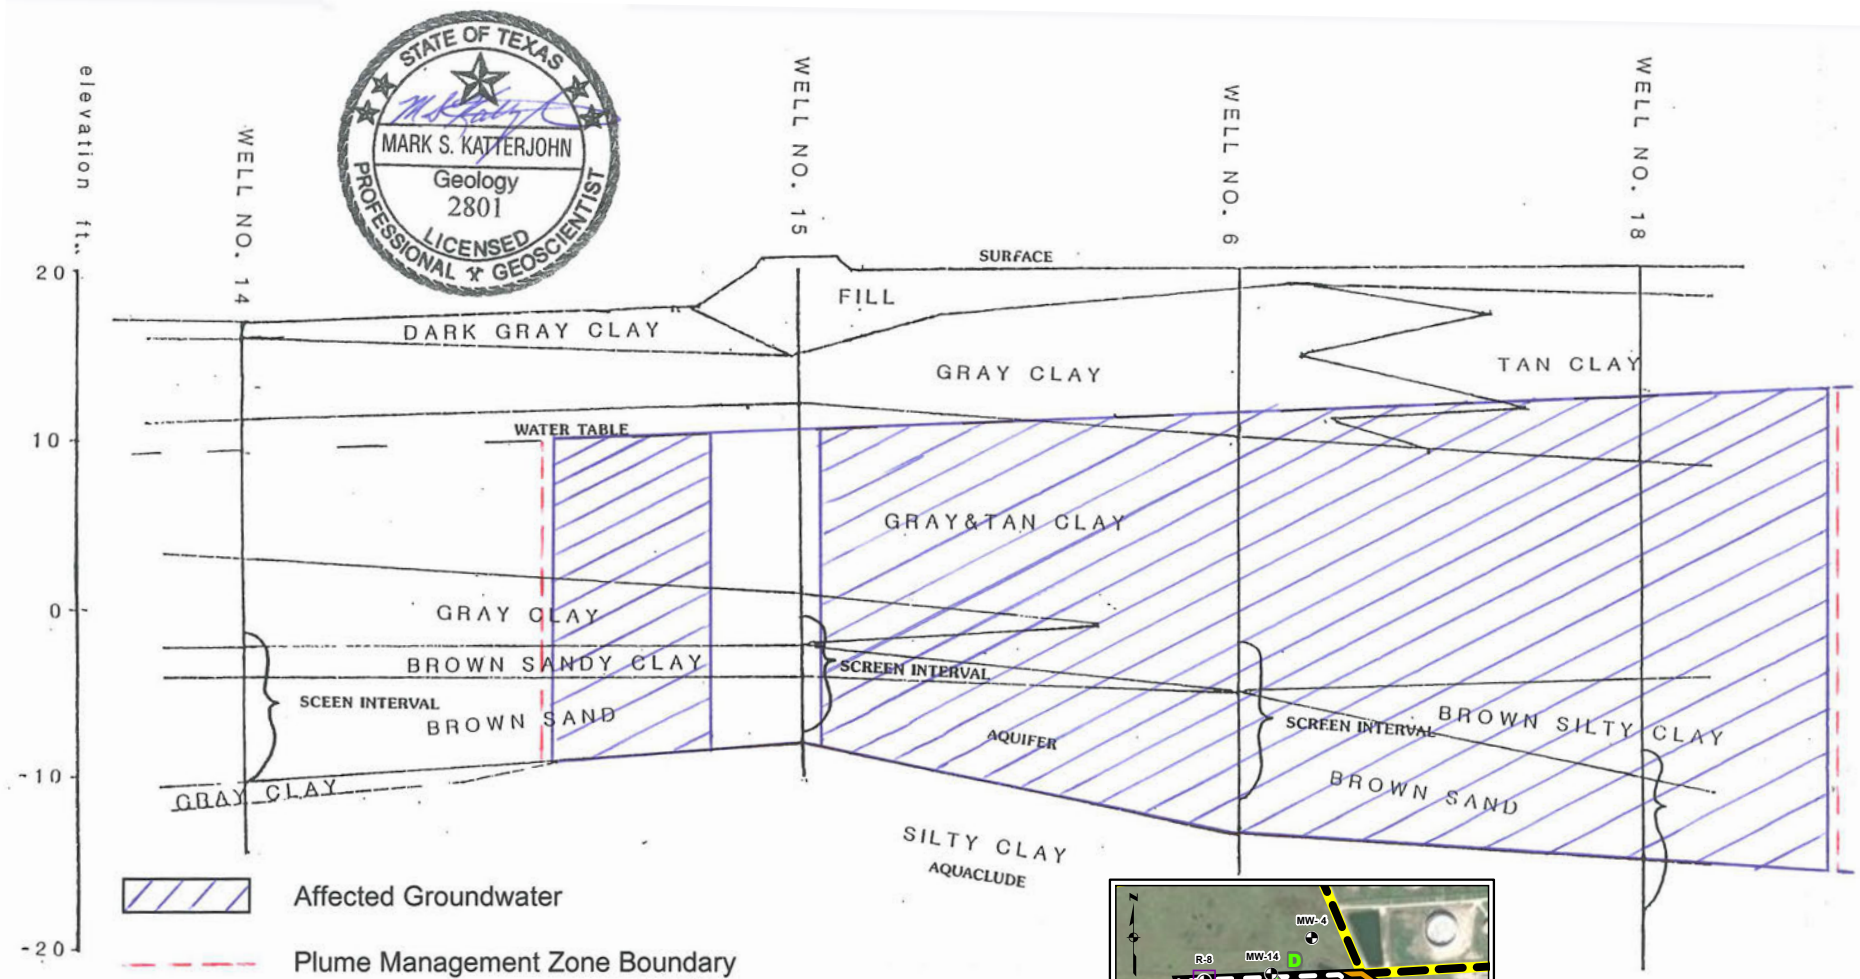 elevation ft.
WELL NO. 14
STATE OF TEXAS
MARK S. KATTERJOHN
Geology
2801
LICENSED
PROFESSIONAL GEOSCIENTIST
WELL NO. 15
WELL NO. 6
WELL NO. 18
20
SURFACE
FILL
DARK GRAY CLAY
GRAY CLAY
TAN CLAY
10
WATER TABLE
GRAY&TAN CLAY
0
GRAY CLAY
BROWN SANDY CLAY
SCREEN INTERVAL
SCEEN INTERVAL
BROWN SAND
AQUIFER
SCREEN INTERVAL
BROWN SILTY CLAY
-10
GRAY CLAY
BROWN SAND
SILTY CLAY
AQUACLUDE
Affected Groundwater
-20
Plume Management Zone Boundary
N
MW-4
R-8
MW-14
D